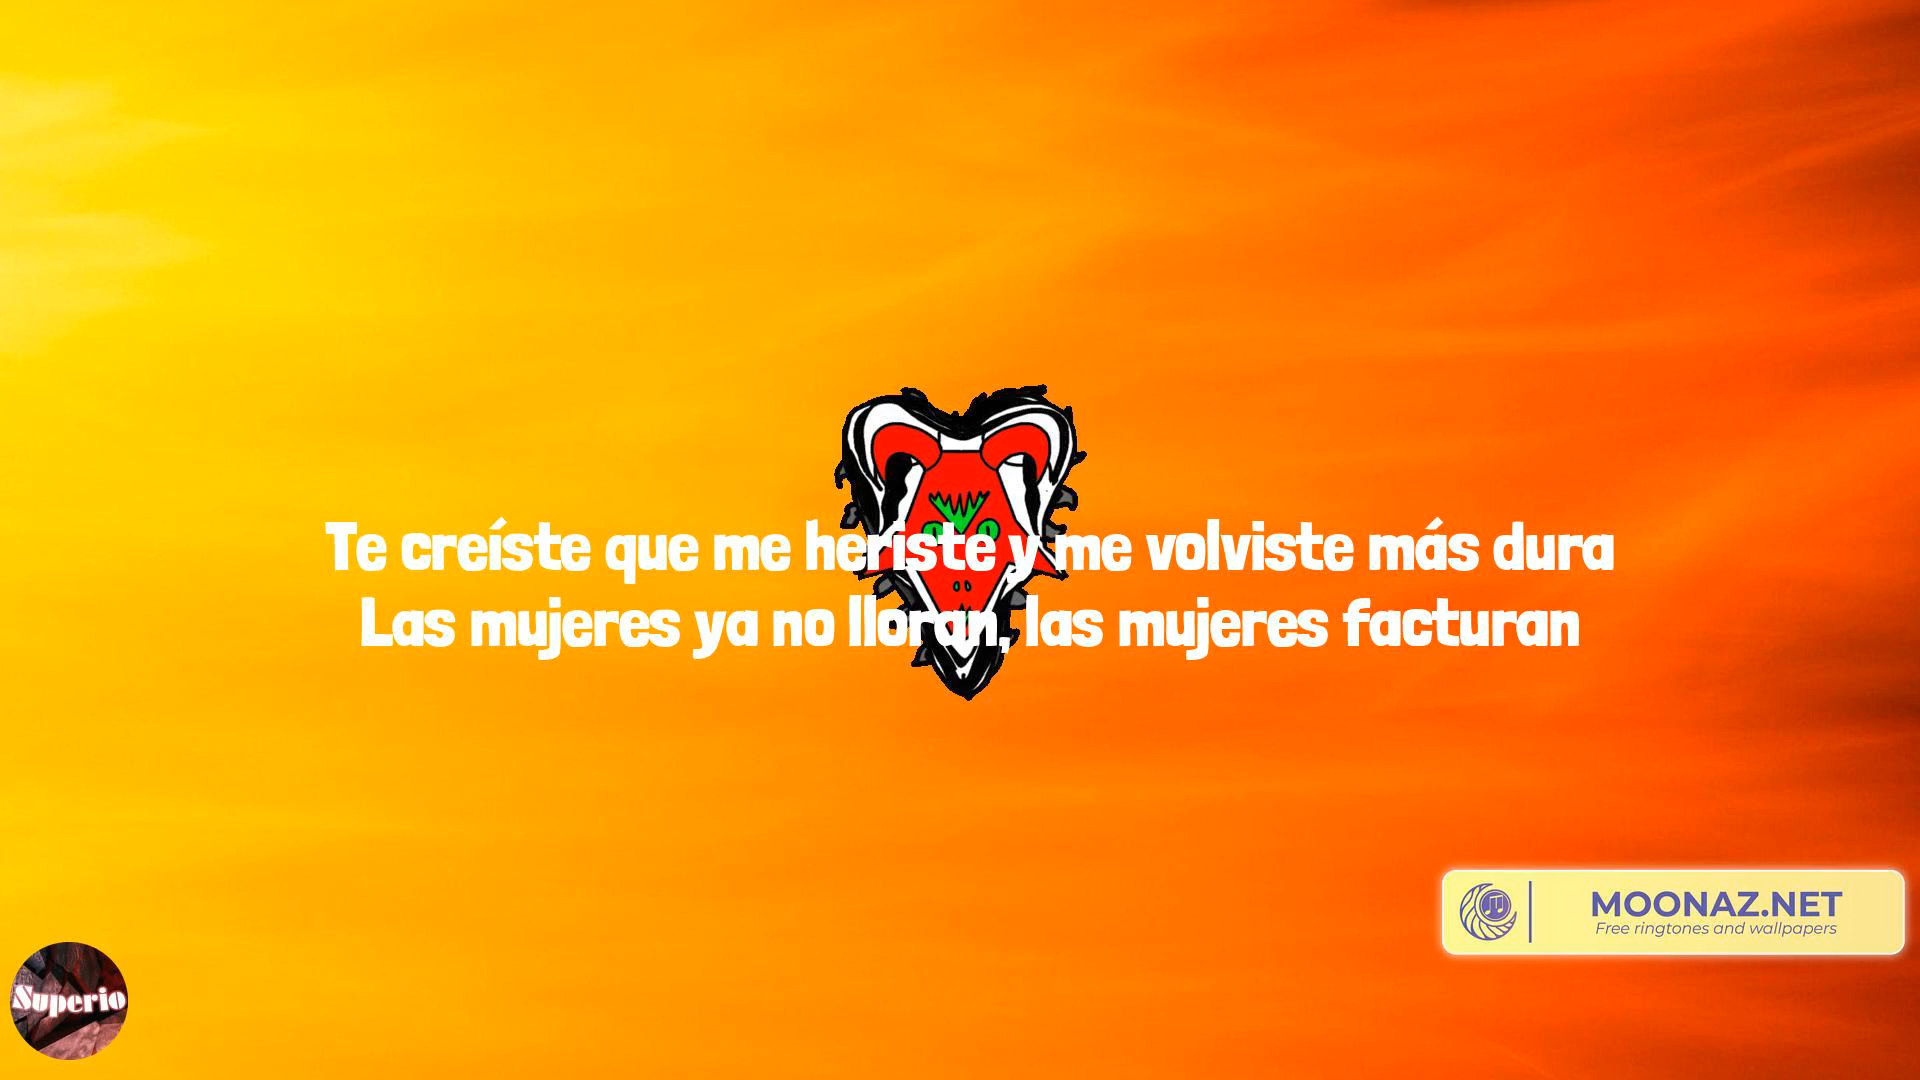 Te creíste que me heriste y me volviste más dura
Las mujeres ya no lloran, las mujeres facturan
MOONAZ.NET
Free ringtones and wallpapers
Superio